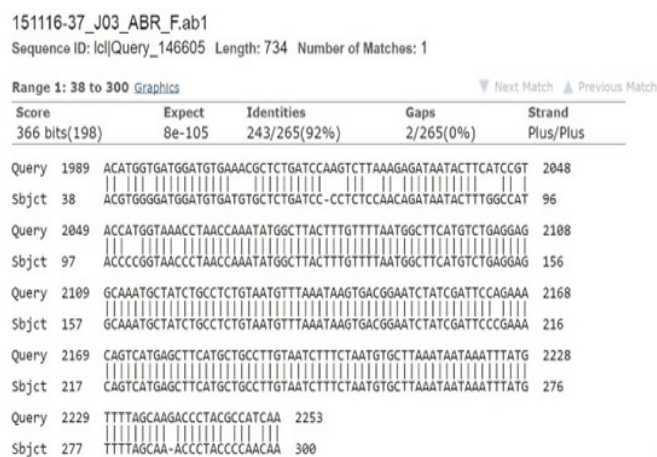 151116-37_J03_ABR_F.ab1
Sequence ID: lcl|Query_146605 Length: 734 Number of Matches: 1
Range 1: 38 to 300 Graphics ▼ Next Match ▲ Previous Match
Score Expect Identities Gaps Strand
366 bits(198) 8e-105 243/265(92%) 2/265(0%) Plus/Plus
Query 1989 ACATGGTGATGGATGTGAAACGCTCTGATCCAAGTCTTAAAGAGATAATACTTCATCCGT 2048
Sbjct 38 ACGTGGGGATGGATGTGATGTGCTCTGATCC-CCTCTCCAACAGATAATACTTTGGCCAT 96
Query 2049 ACCATGGTAAACCTAACCAAATATGGCTTACTTTGTTTTAATGGCTTCATGTCTGAGGAG 2108
Sbjct 97 ACCCCGGTAACCCTAACCAAATATGGCTTACTTTGTTTTAATGGCTTCATGTCTGAGGAG 156
Query 2109 GCAAATGCTATCTGCCTCTGTAATGTTTAAATAAGTGACGGAATCTATCGATTCCAGAAA 2168
Sbjct 157 GCAAATGCTATCTGCCTCTGTAATGTTTAAATAAGTGACGGAATCTATCGATTCCCGAAA 216
Query 2169 CAGTCATGAGCTTCATGCTGCCTTGTAATCTTTCTAATGTGCTTAAATAATAAATTTATG 2228
Sbjct 217 CAGTCATGAGCTTCATGCTGCCTTGTAATCTTTCTAATGTGCTTAAATAATAAATTTATG 276
Query 2229 TTTTAGCAAGACCCTACGCCATCAA 2253
Sbjct 277 TTTTAGCAA-ACCCTACCCCAACAA 300